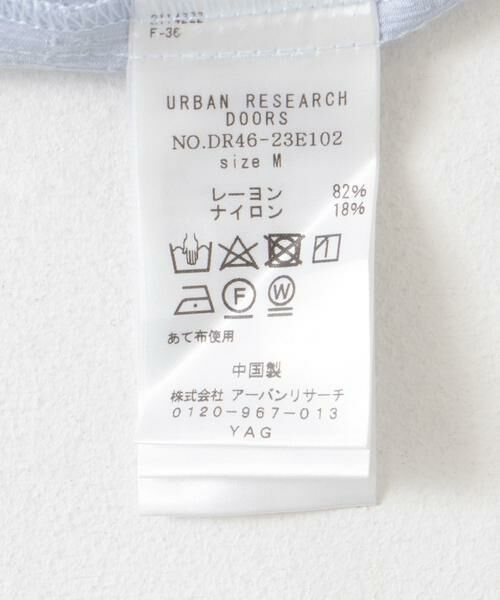 2114222
F-36
URBAN RESEARCH
DOORS
NO.DR46-23E102
size M
レーヨン 82%
ナイロン 18%
F W
あて布使用
中国製
株式会社 アーバンリサーチ
0120-967-013
YAG